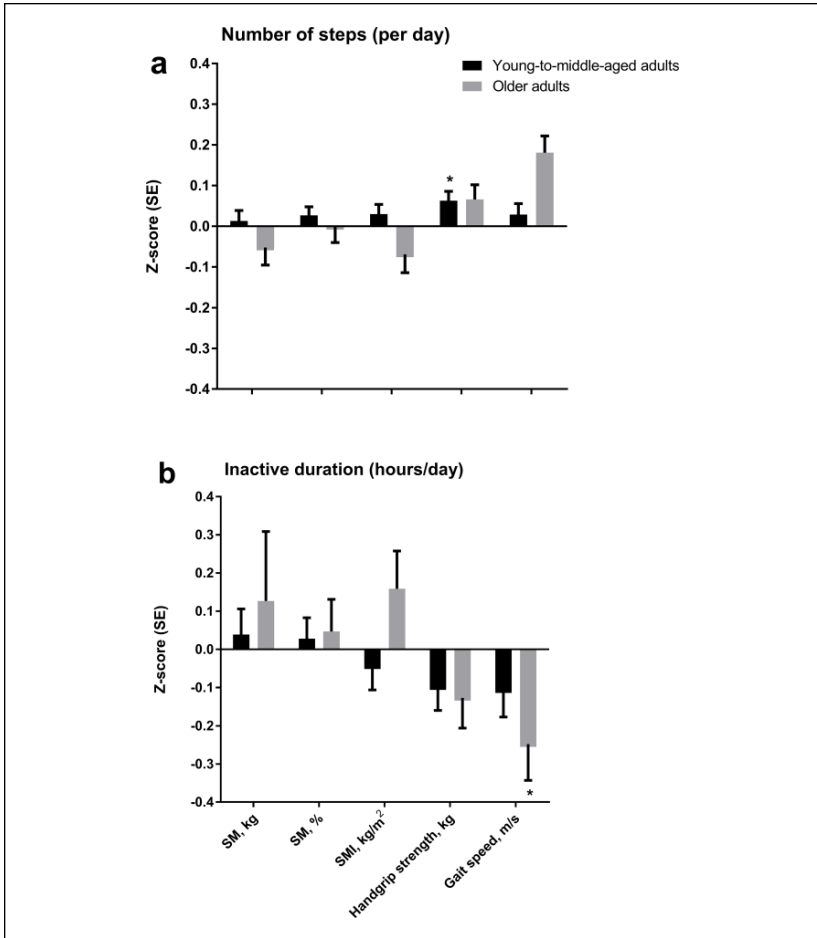 Number of steps (per day)
a
Young-to-middle-aged adults
Older adults
0.4
0.3
0.2
0.1
0.0
-0.1
-0.2
-0.3
-0.4
Z-score (SE)
*
b
Inactive duration (hours/day)
0.4
0.3
0.2
0.1
0.0
-0.1
-0.2
-0.3
-0.4
Z-score (SE)
*
SM, kg
SM, %
SMI, kg/m²
Handgrip strength, kg
Gait speed, m/s